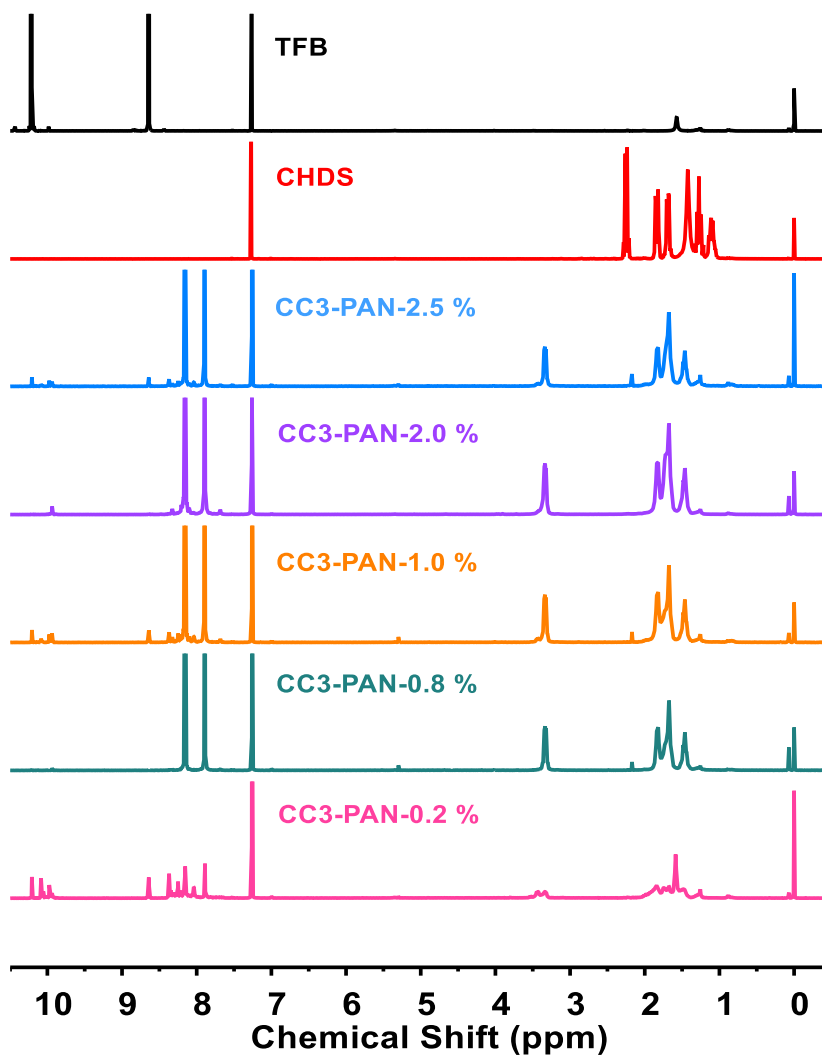 TFB
CHDS
CC3-PAN-2.5 %
CC3-PAN-2.0 %
CC3-PAN-1.0 %
CC3-PAN-0.8 %
CC3-PAN-0.2 %
10 9 8 7 6 5 4 3 2 1 0
Chemical Shift (ppm)